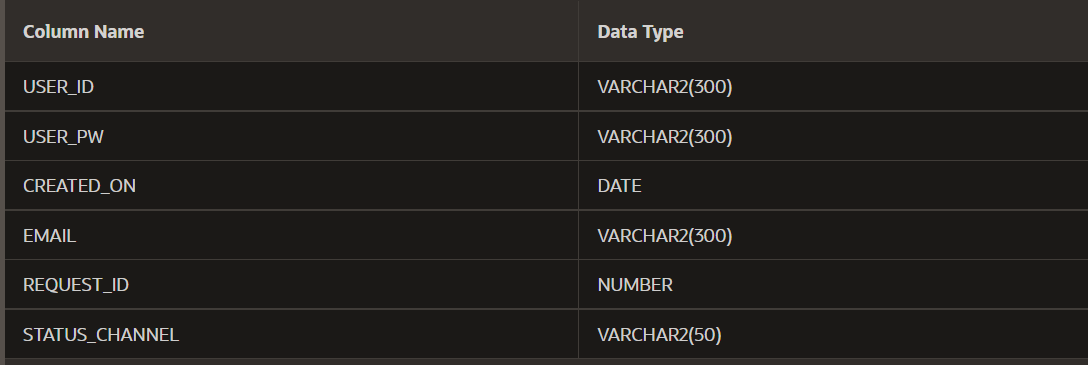 Column Name Data Type
USER_ID VARCHAR2(300)
USER_PW VARCHAR2(300)
CREATED_ON DATE
EMAIL VARCHAR2(300)
REQUEST_ID NUMBER
STATUS_CHANNEL VARCHAR2(50)